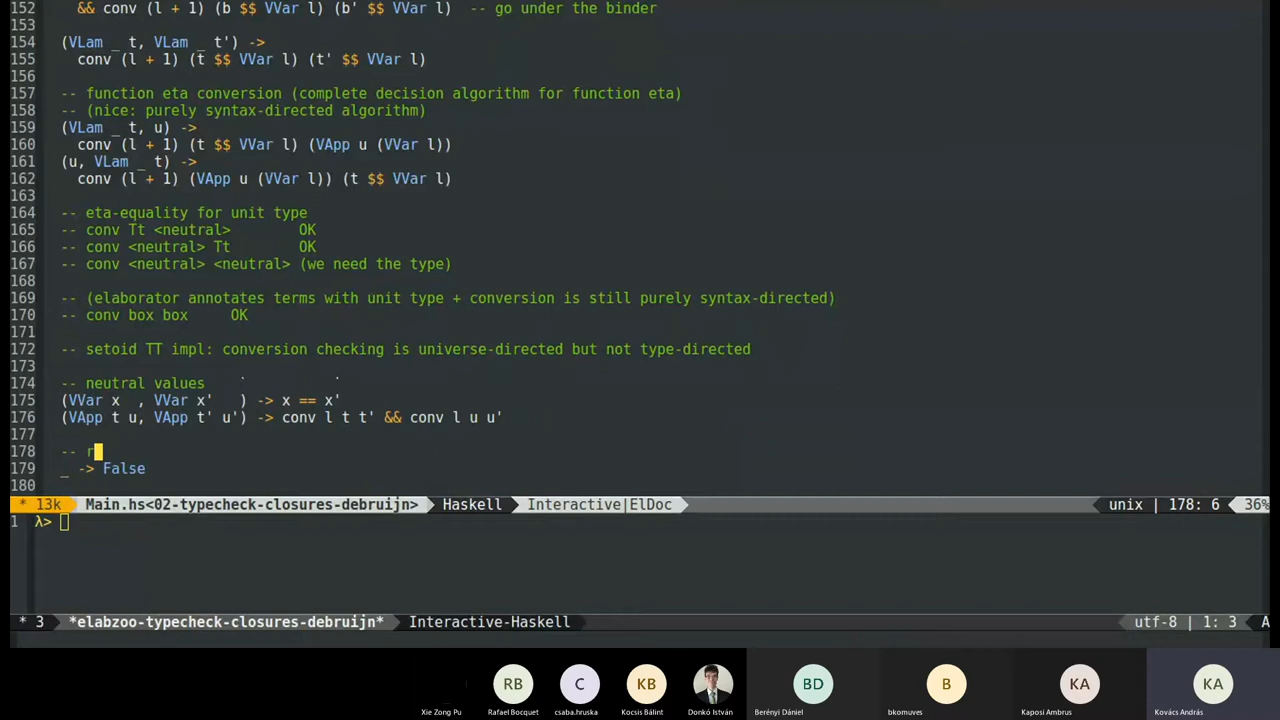 152     && conv (l + 1) (b $$ VVar l) (b' $$ VVar l)  -- go under the binder
153
154   (VLam _ t, VLam _ t') ->
155     conv (l + 1) (t $$ VVar l) (t' $$ VVar l)
156
157   -- function eta conversion (complete decision algorithm for function eta)
158   -- (nice: purely syntax-directed algorithm)
159   (VLam _ t, u) ->
160     conv (l + 1) (t $$ VVar l) (VApp u (VVar l))
161   (u, VLam _ t) ->
162     conv (l + 1) (VApp u (VVar l)) (t $$ VVar l)
163
164   -- eta-equality for unit type
165   -- conv Tt <neutral>        OK
166   -- conv <neutral> Tt        OK
167   -- conv <neutral> <neutral> (we need the type)
168
169   -- (elaborator annotates terms with unit type + conversion is still purely syntax-directed)
170   -- conv box box     OK
171
172   -- setoid TT impl: conversion checking is universe-directed but not type-directed
173
174   -- neutral values    `          `
175   (VVar x  , VVar x'   ) -> x == x'
176   (VApp t u, VApp t' u') -> conv l t t' && conv l u u'
177
178   -- r
179   _ -> False
180
* 13k Main.hs<02-typecheck-closures-debruijn> Haskell Interactive|ElDoc unix | 178: 6 36%
1 λ>
* 3 *elabzoo-typecheck-closures-debruijn* Interactive-Haskell utf-8 | 1: 3 A
RB C KB BD B KA KA
Xie Zong Pu Rafael Bocquet csaba.hruska Kocsis Bálint Donkó István Berényi Dániel bkomuves Kaposi Ambrus Kovács András